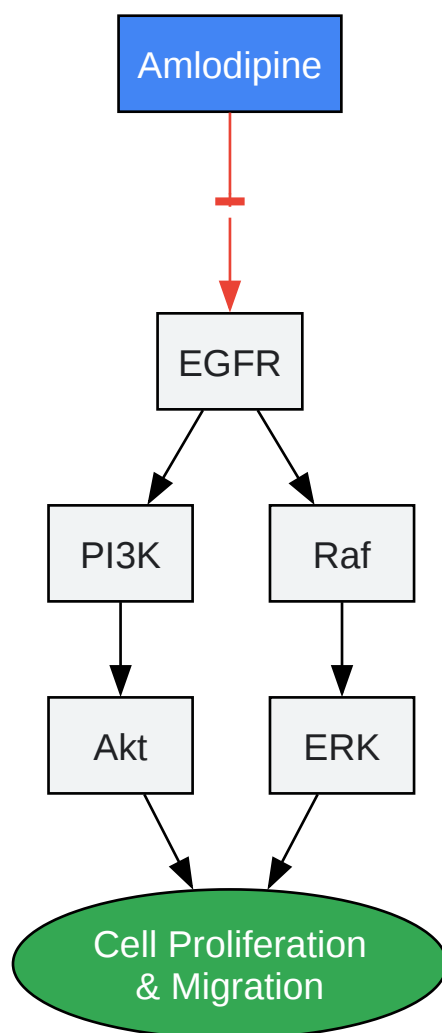 Amlodipine
EGFR
PI3K
Raf
Akt
ERK
Cell Proliferation
& Migration